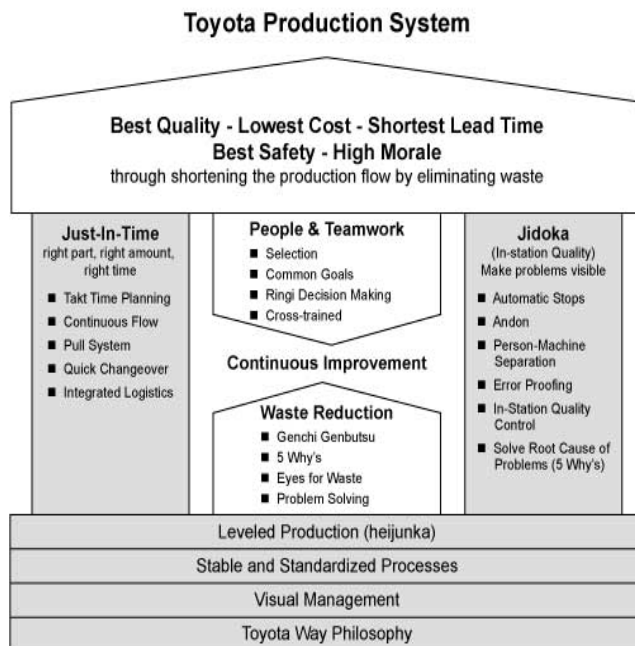 Toyota Production System
Best Quality - Lowest Cost - Shortest Lead Time
Best Safety - High Morale
through shortening the production flow by eliminating waste
Just-In-Time
right part, right amount,
right time
Takt Time Planning
Continuous Flow
Pull System
Quick Changeover
Integrated Logistics
People & Teamwork
Selection
Common Goals
Ringi Decision Making
Cross-trained
Continuous Improvement
Waste Reduction
Genchi Genbutsu
5 Why's
Eyes for Waste
Problem Solving
Jidoka
(In-station Quality)
Make problems visible
Automatic Stops
Andon
Person-Machine
Separation
Error Proofing
In-Station Quality
Control
Solve Root Cause of
Problems (5 Why's)
Leveled Production (heijunka)
Stable and Standardized Processes
Visual Management
Toyota Way Philosophy